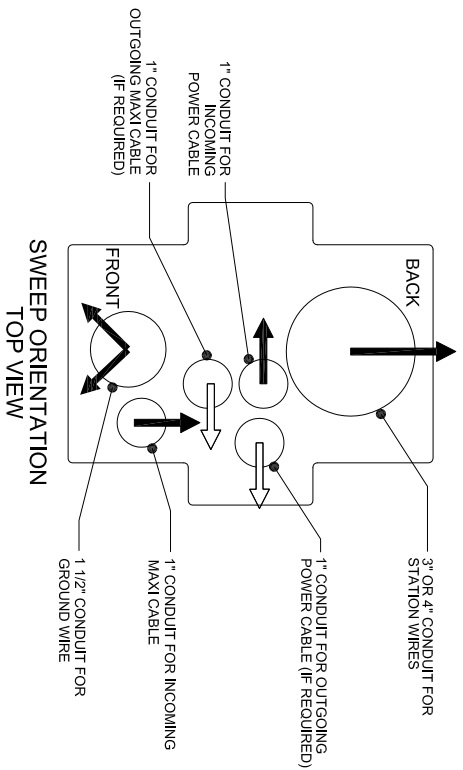 3" OR 4" CONDUIT FOR
STATION WIRES
BACK
1" CONDUIT FOR OUTGOING
POWER CABLE (IF REQUIRED)
1" CONDUIT FOR
INCOMING
POWER CABLE
1" CONDUIT FOR
OUTGOING MAXI CABLE
(IF REQUIRED)
1" CONDUIT FOR INCOMING
MAXI CABLE
FRONT
1 1/2" CONDUIT FOR
GROUND WIRE
SWEEP ORIENTATION
TOP VIEW